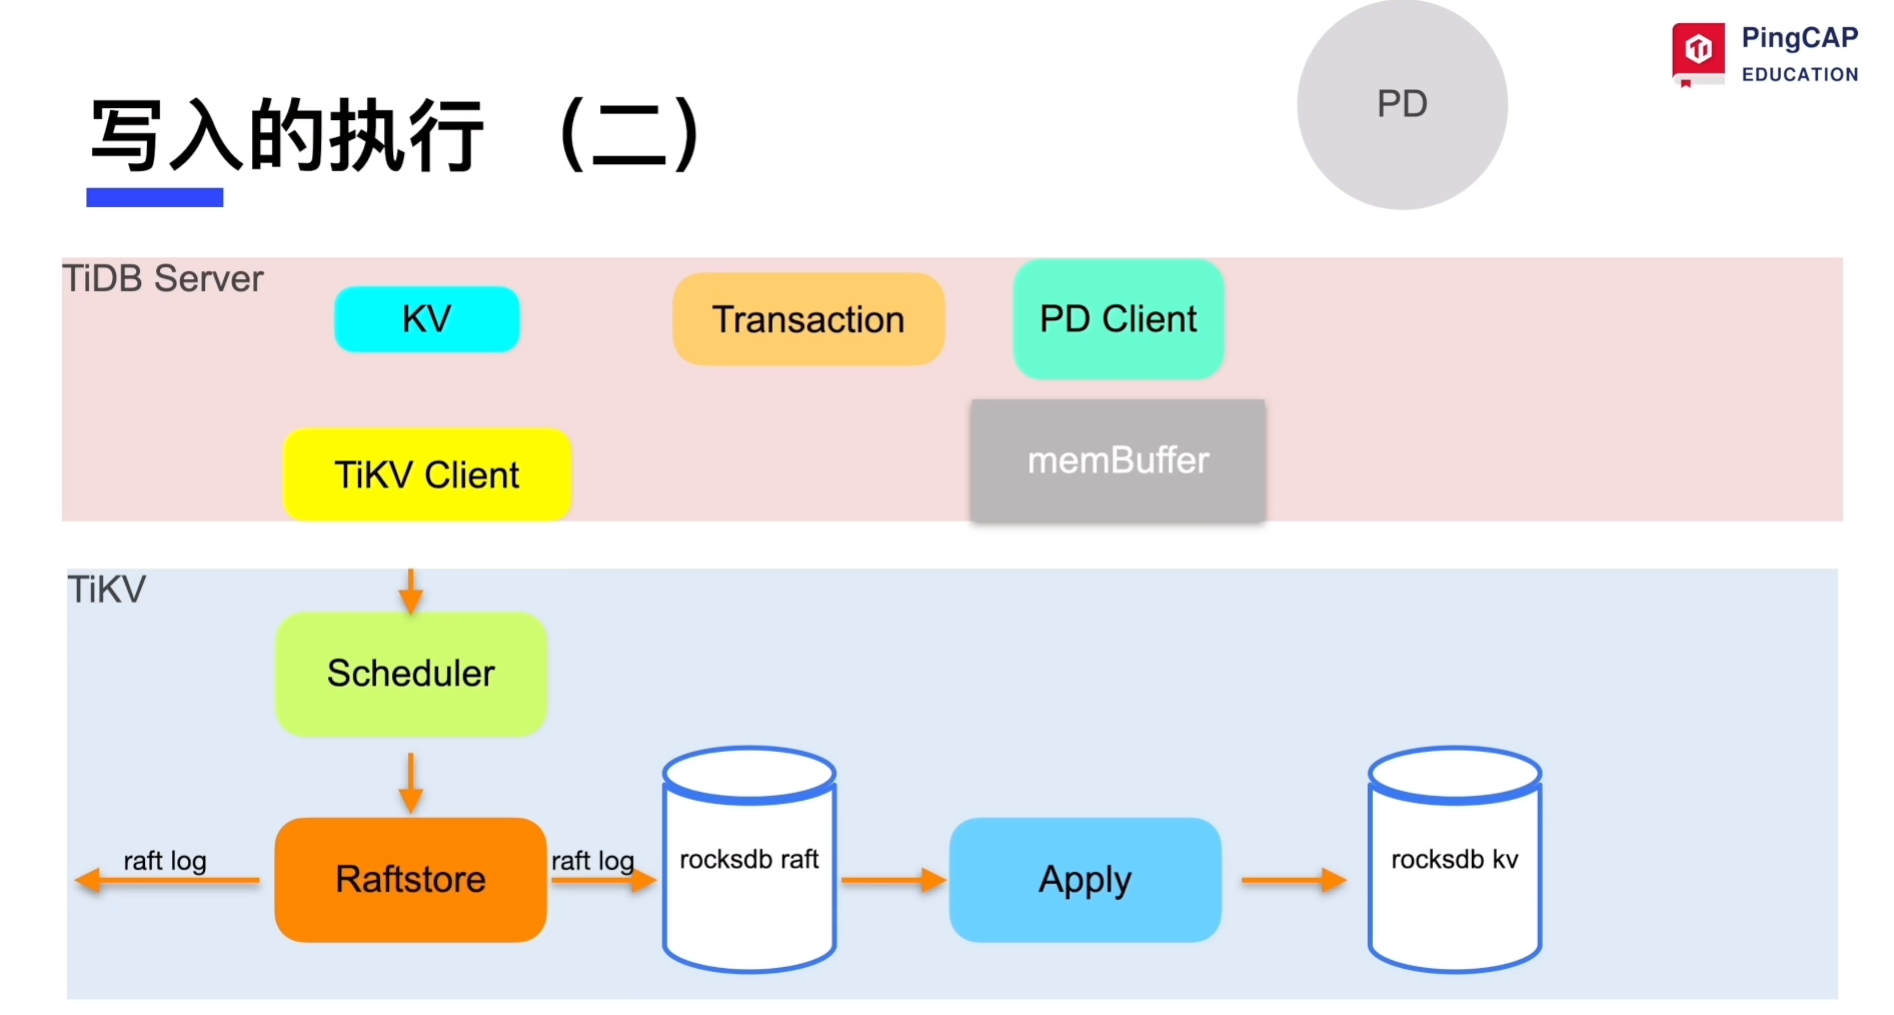 PD
PingCAP
EDUCATION
写入的执行 （二）
TiDB Server
KV
Transaction
PD Client
TiKV Client
memBuffer
TiKV
Scheduler
raft log
Raftstore
raft log
rocksdb raft
Apply
rocksdb kv